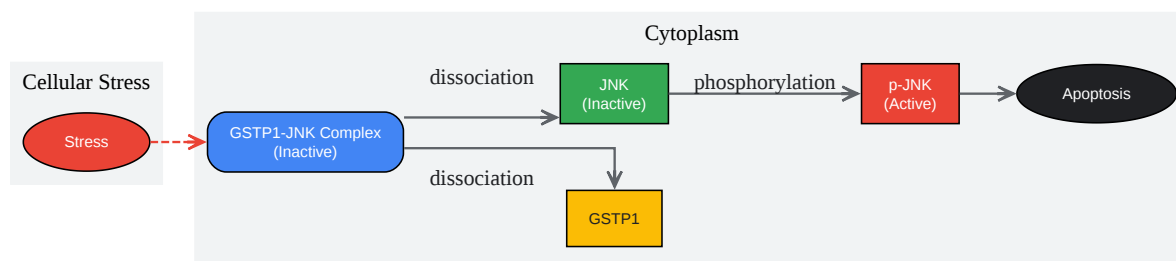 Cytoplasm
Cellular Stress
Stress
GSTP1-JNK Complex
(Inactive)
dissociation
dissociation
JNK
(Inactive)
phosphorylation
p-JNK
(Active)
Apoptosis
GSTP1